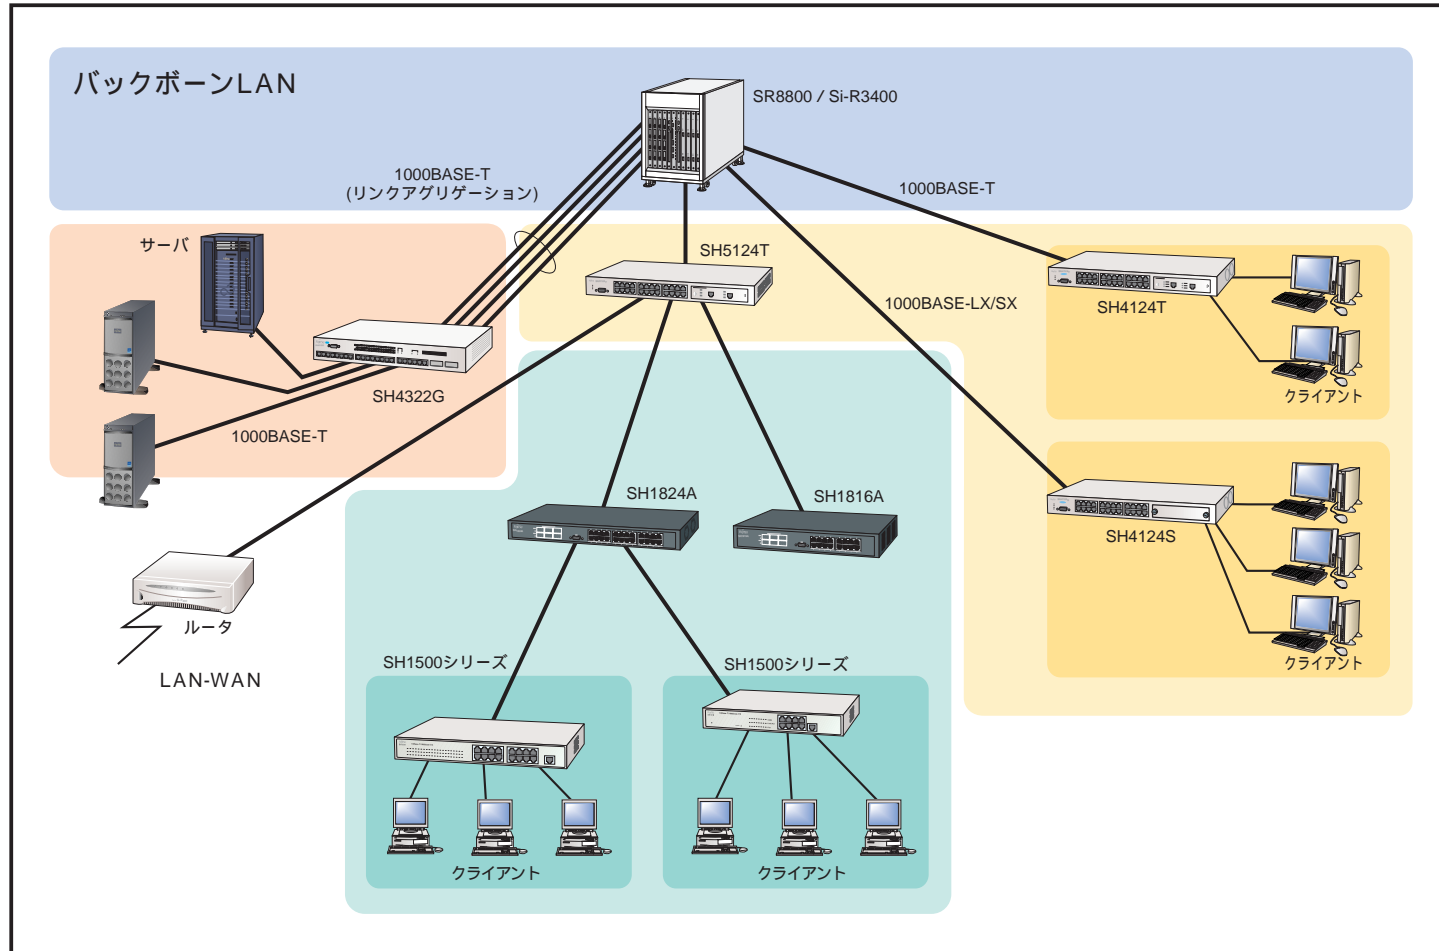 バックボーンLAN
SR8800 / Si-R3400
1000BASE-T
(リンクアグリゲーション)
1000BASE-T
サーバ
SH5124T
1000BASE-LX/SX
SH4124T
クライアント
SH4322G
1000BASE-T
SH1824A
SH1816A
SH4124S
クライアント
ルータ
LAN-WAN
SH1500シリーズ
SH1500シリーズ
クライアント
クライアント